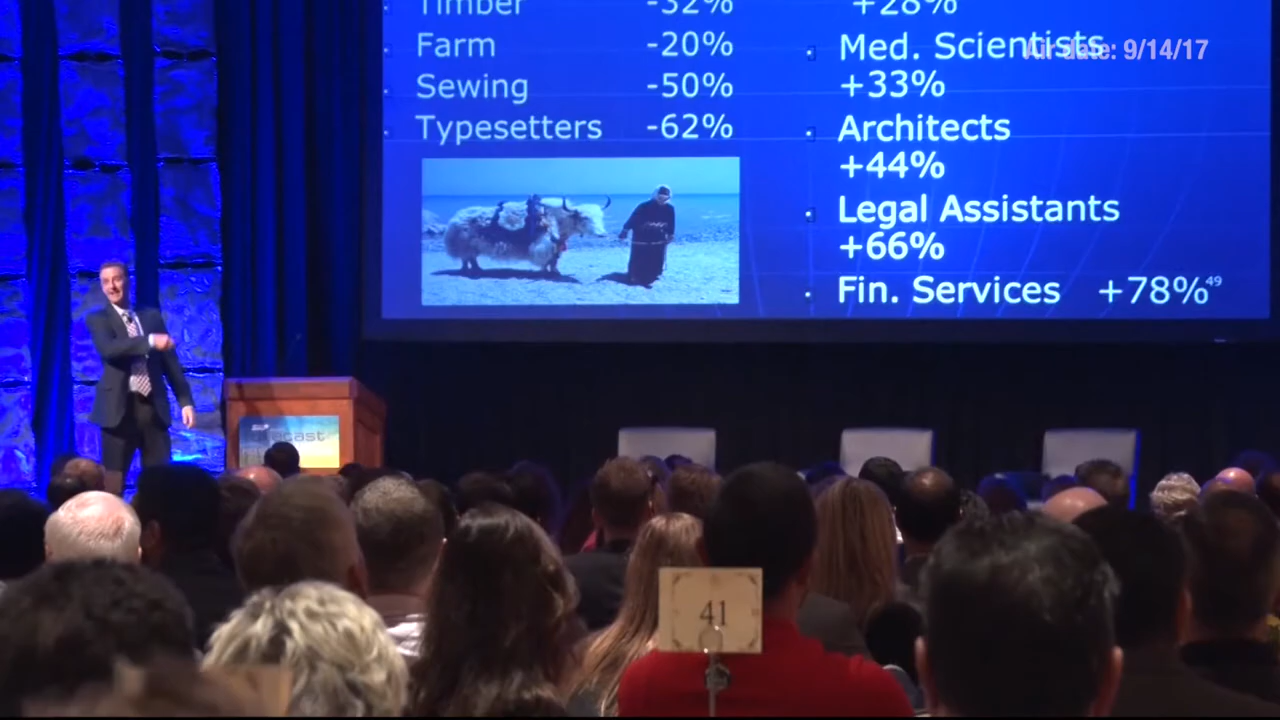 Timber -32%
Farm -20%
Sewing -50%
Typesetters -62%
+28%
Med. Scientists
+33%
Architects
+44%
Legal Assistants
+66%
Fin. Services +78%49
Air date: 9/14/17
41